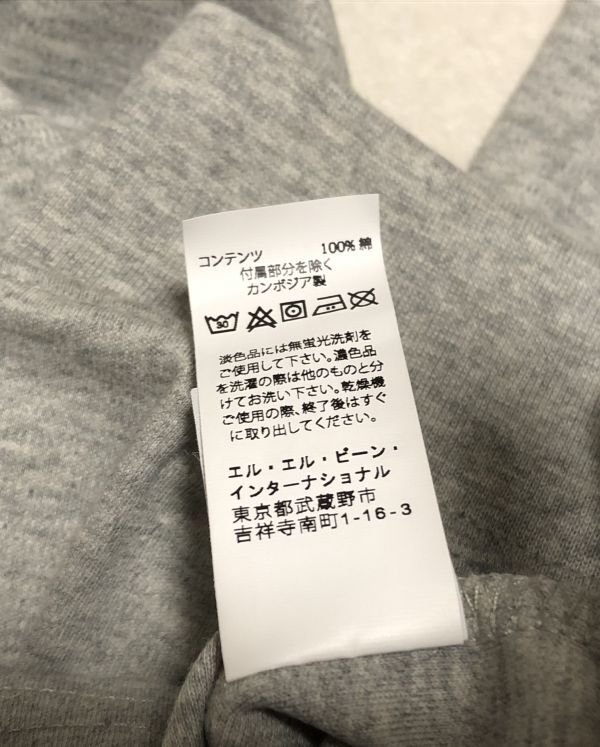 コンテンツ 100% 綿
付属部分を除く
カンボジア製
30
淡色品には無蛍光洗剤を
ご使用して下さい。濃色品
を洗濯の際は他のものと分
けてお洗い下さい。乾燥機
ご使用の際、終了後はすぐ
に取り出してください。
エル・エル・ビーン・
インターナショナル
東京都武蔵野市
吉祥寺南町1-16-3